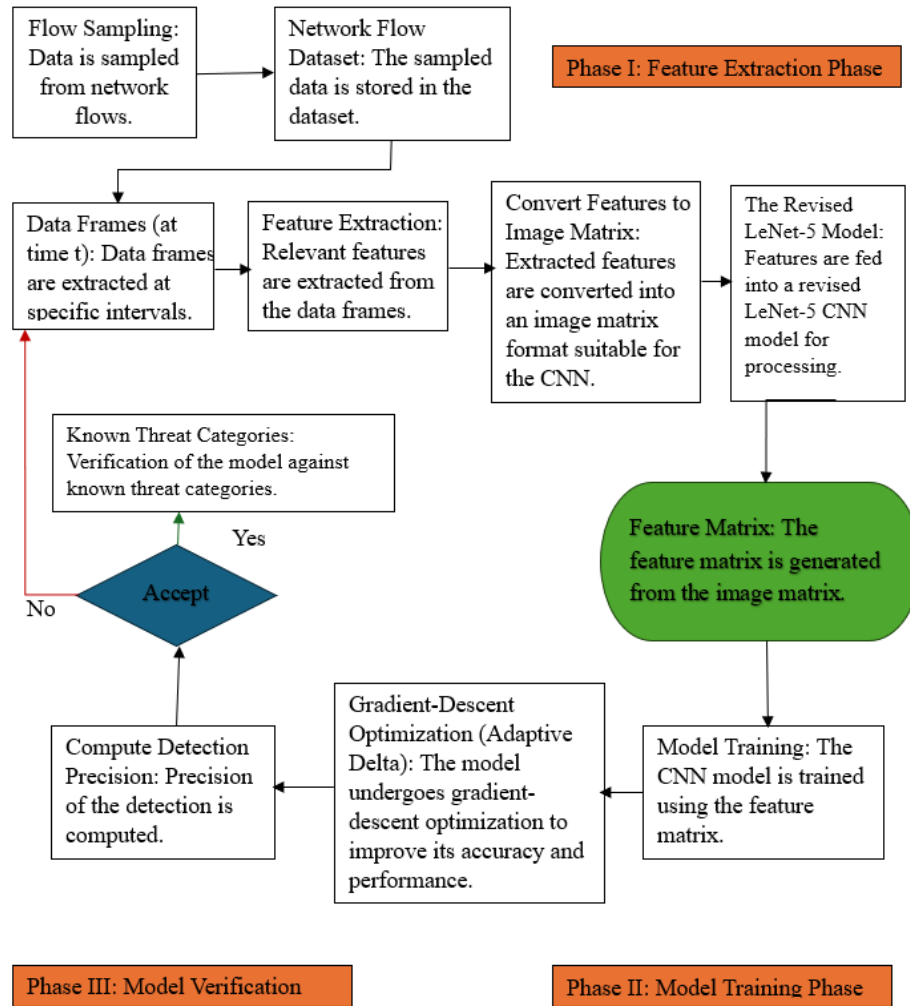 Flow Sampling:
Data is sampled
from network
flows.
Network Flow
Dataset: The
sampled
data is stored in the
dataset.
Phase I: Feature Extraction Phase
Data Frames (at
time t): Data frames
are extracted at
specific intervals.
Feature Extraction:
Relevant features
are extracted from
the data frames.
Convert Features to
Image Matrix:
Extracted features
are converted into
an image matrix
format suitable for
the CNN.
The Revised
LeNet-5 Model:
Features are fed
into a revised
LeNet-5 CNN
model for
processing.
Known Threat Categories:
Verification of the model against
known threat categories.
Yes
Accept
No
Feature Matrix: The
feature matrix is generated
from the image matrix.
Compute Detection
Precision: Precision
of the detection is
computed.
Gradient-Descent
Optimization (Adaptive
Delta): The model
undergoes gradient-
descent optimization to
improve its accuracy and
performance.
Model Training: The
CNN model is trained
using the feature
matrix.
Phase III: Model Verification
Phase II: Model Training Phase